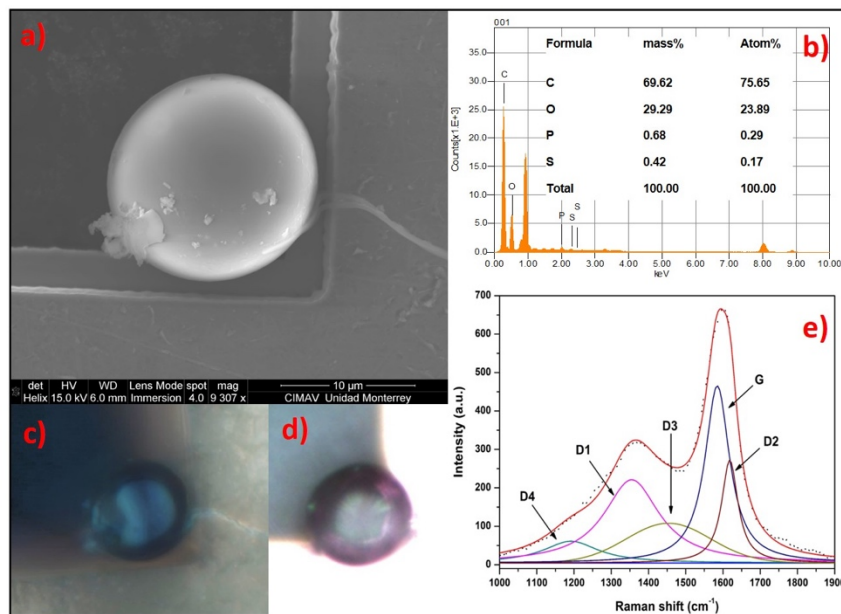 a)
det HV WD Lens Mode spot mag
Helix 15.0 kV 6.0 mm Immersion 4.0 9 307 x
10 µm
CIMAV Unidad Monterrey
b)
001
Formula mass% Atom%
C 69.62 75.65
O 29.29 23.89
P 0.68 0.29
S 0.42 0.17
Total 100.00 100.00
Counts[x1.E+3]
35.0
30.0
25.0
20.0
15.0
10.0
5.0
0.0
C
O
P
S
S
0.00 1.00 2.00 3.00 4.00 5.00 6.00 7.00 8.00 9.00 10.00
keV
c)
d)
e)
Intensity (a.u.)
700
600
500
400
300
200
100
0
D4
D1
D3
G
D2
1000 1100 1200 1300 1400 1500 1600 1700 1800 1900
Raman shift (cm⁻¹)